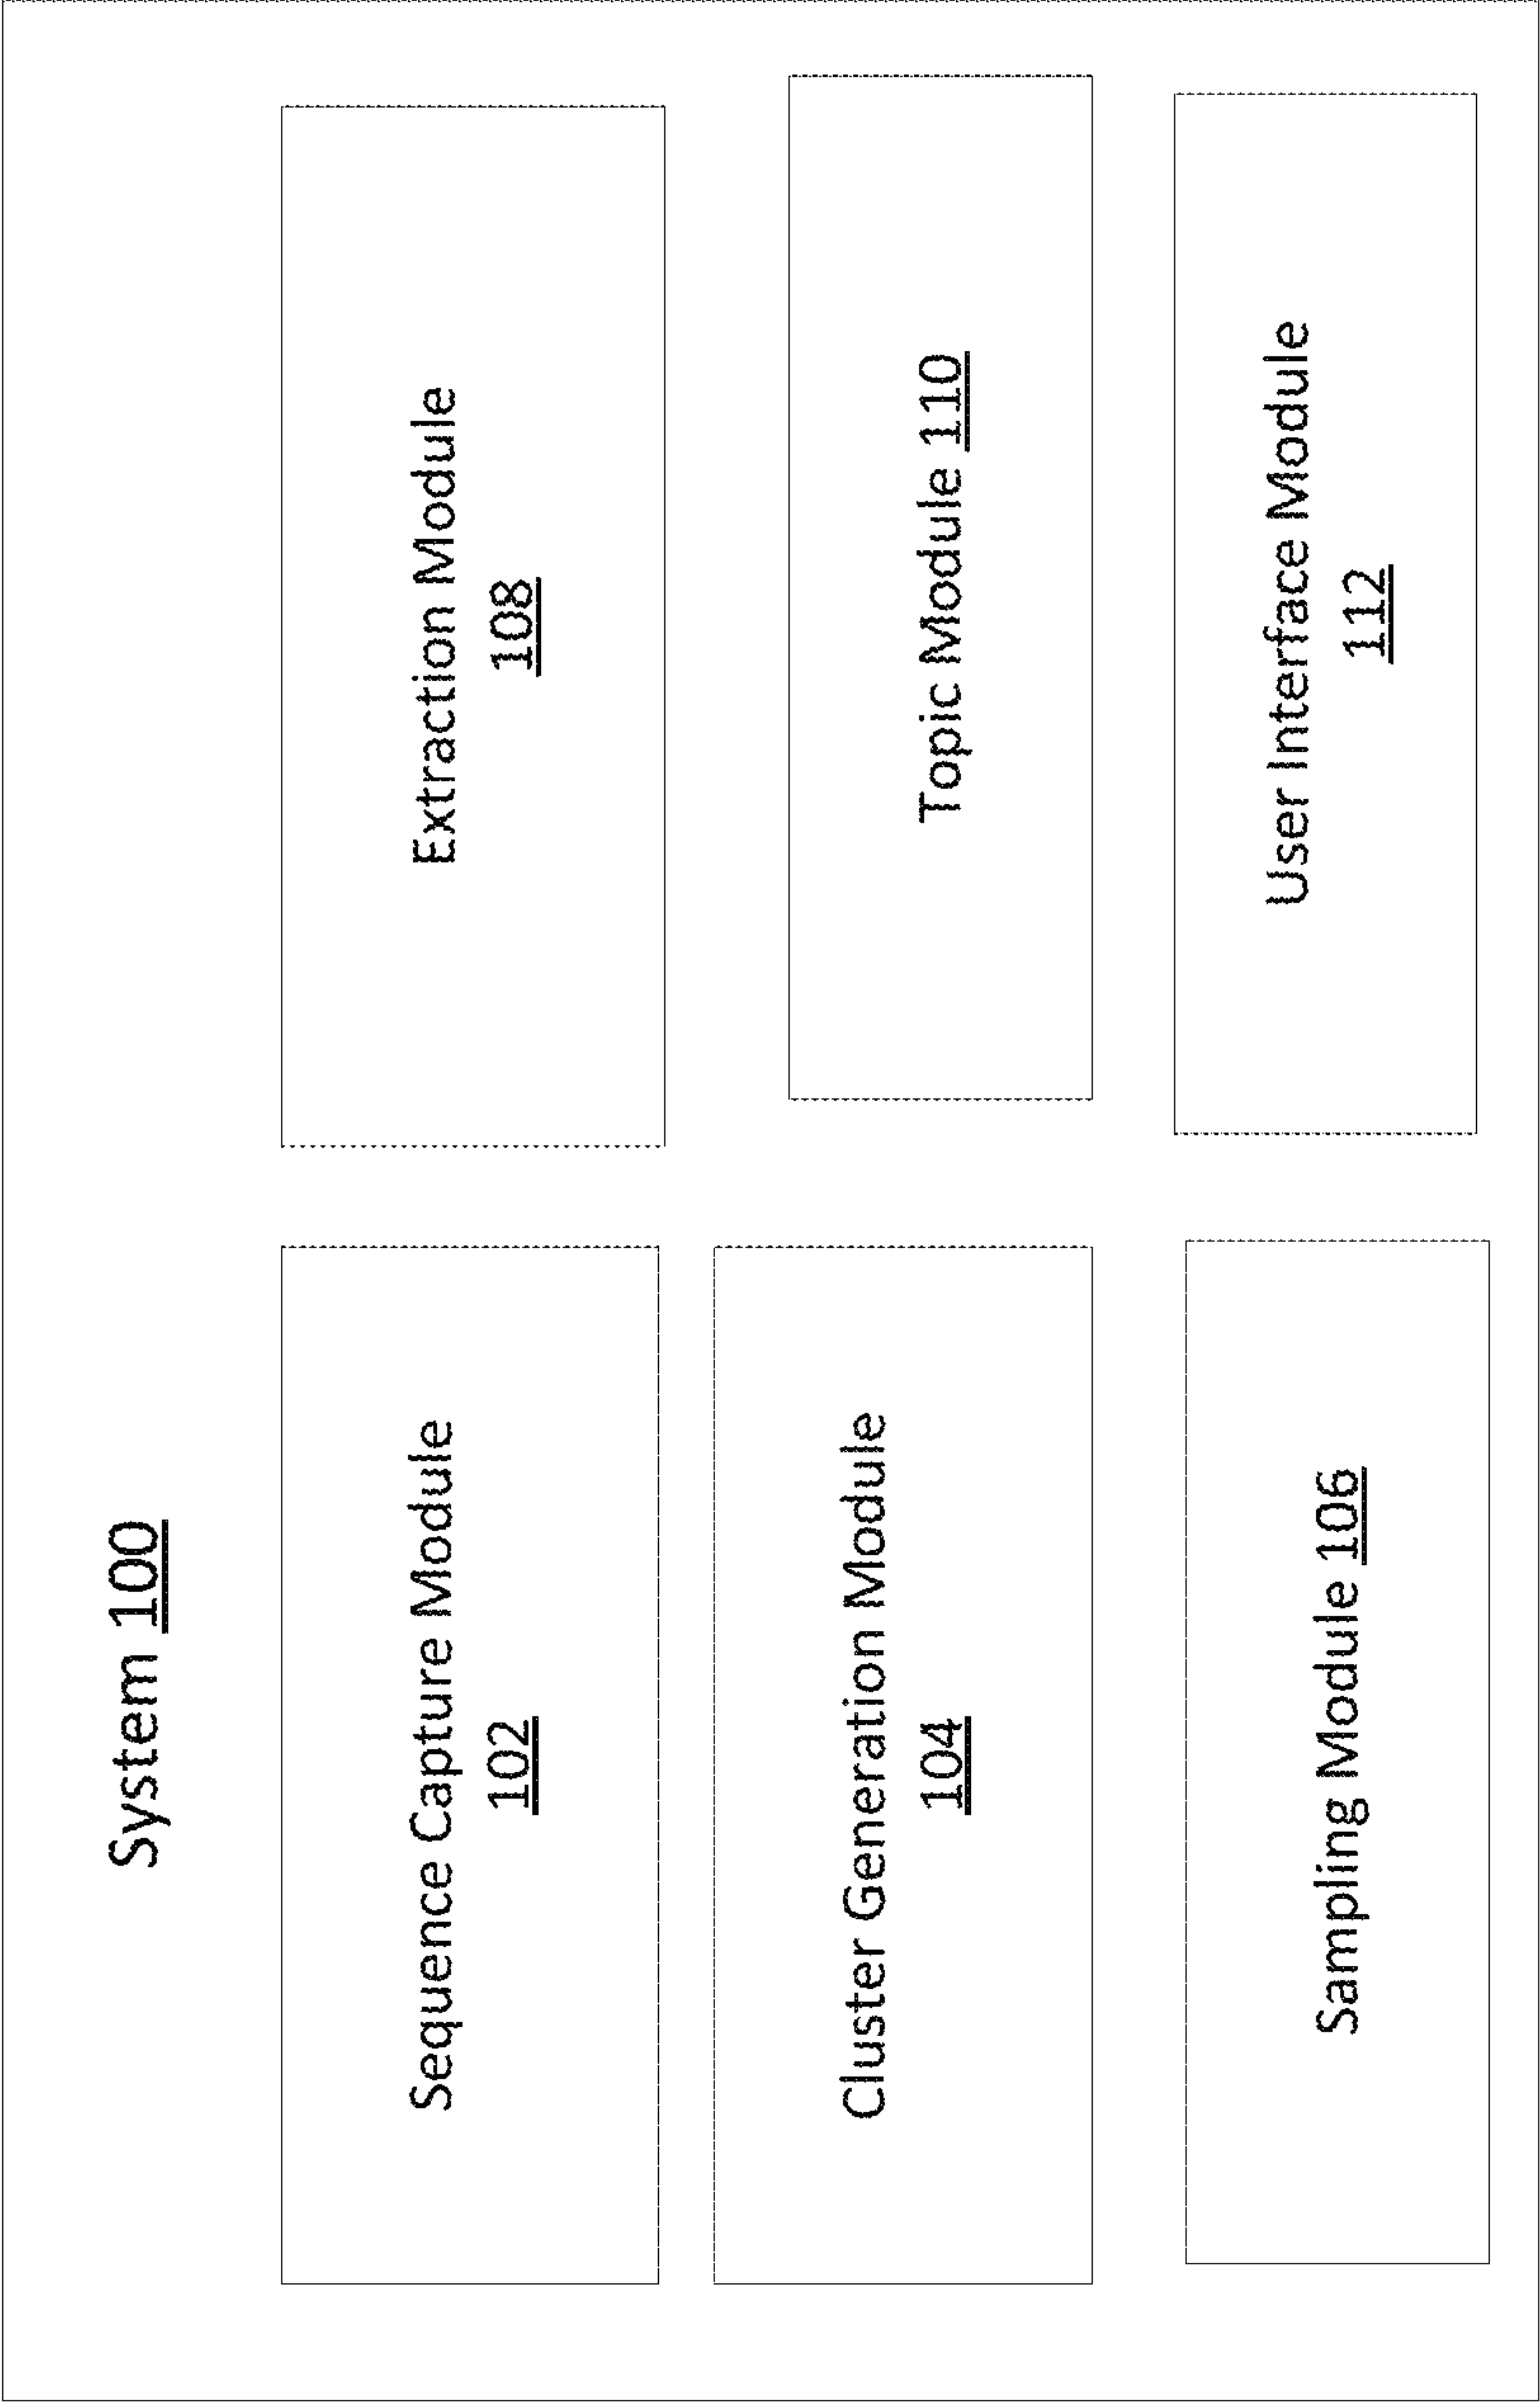 System 100
Sequence Capture Module
102
Cluster Generation Module
104
Sampling Module 106
Extraction Module
108
Topic Module 110
User Interface Module
112